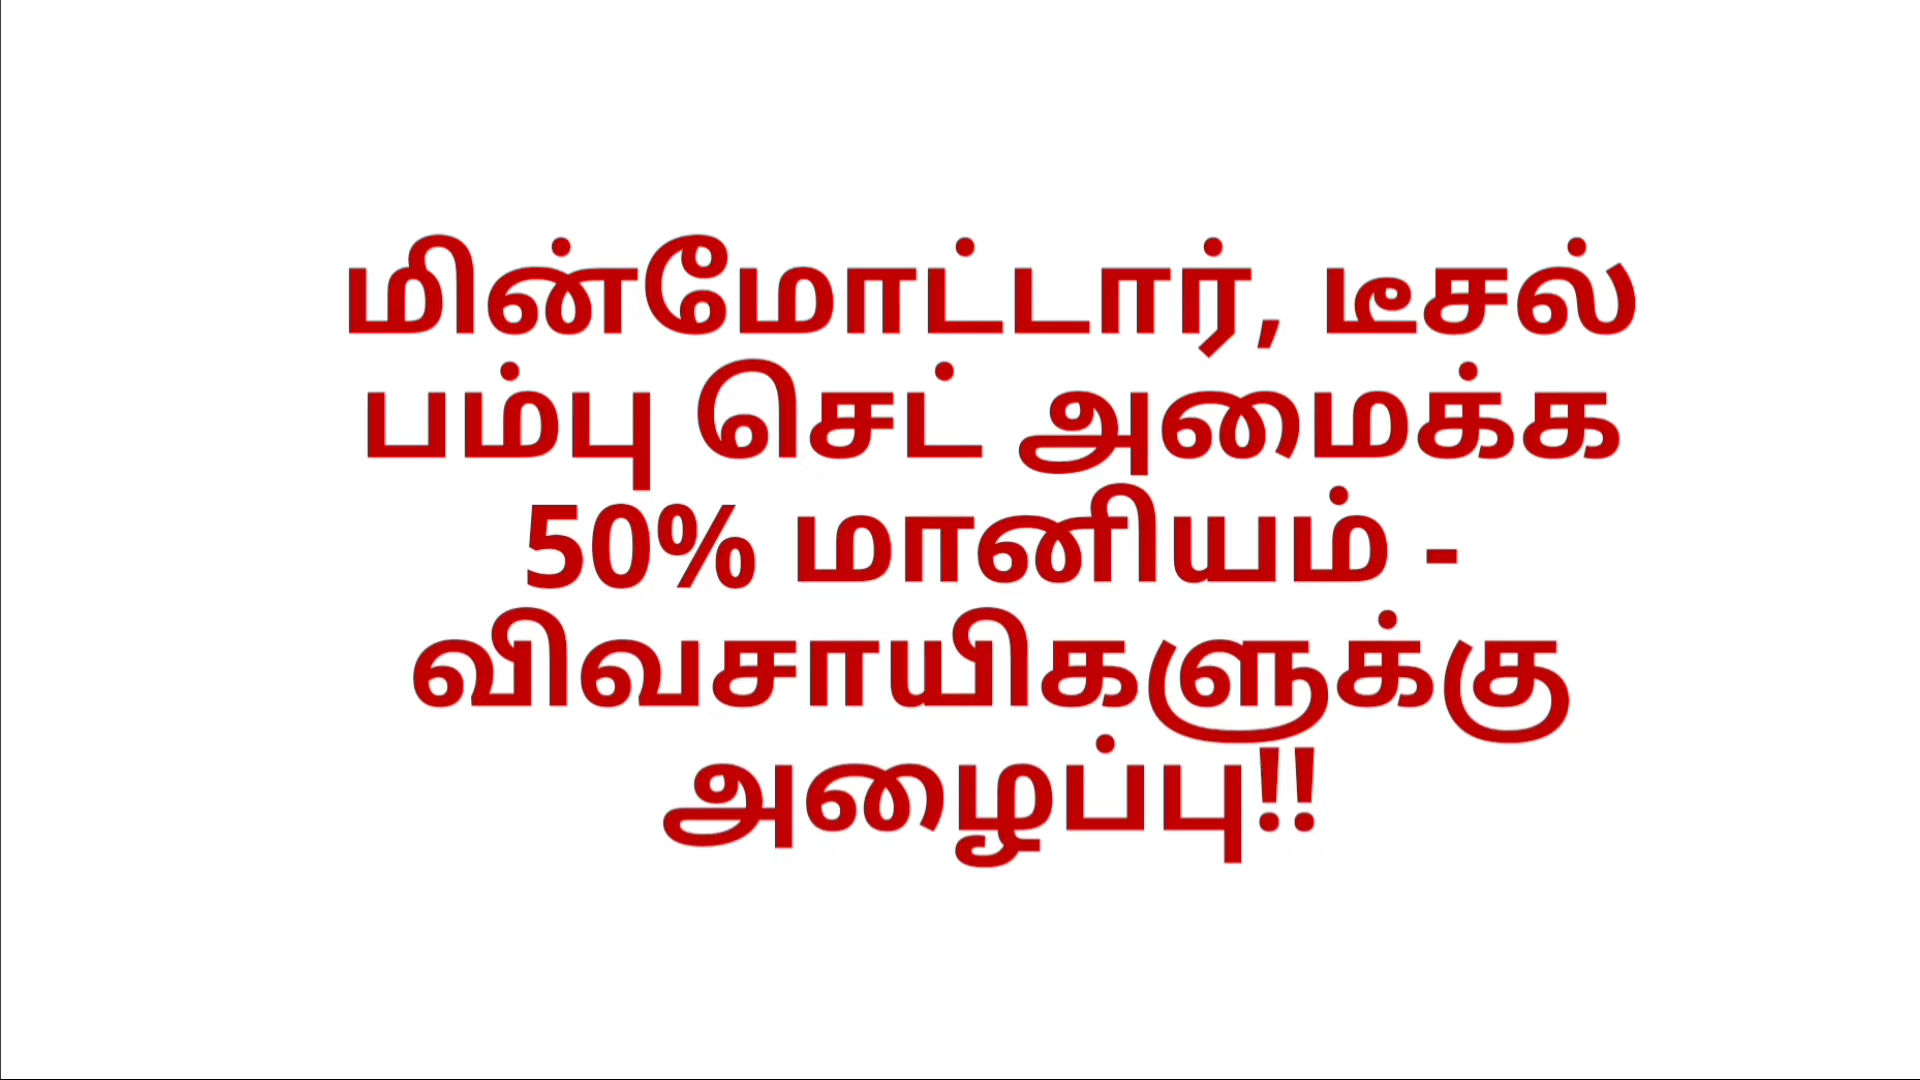 மின்மோட்டார், டீசல்
பம்பு செட் அமைக்க
50% மானியம் -
விவசாயிகளுக்கு
அழைப்பு!!